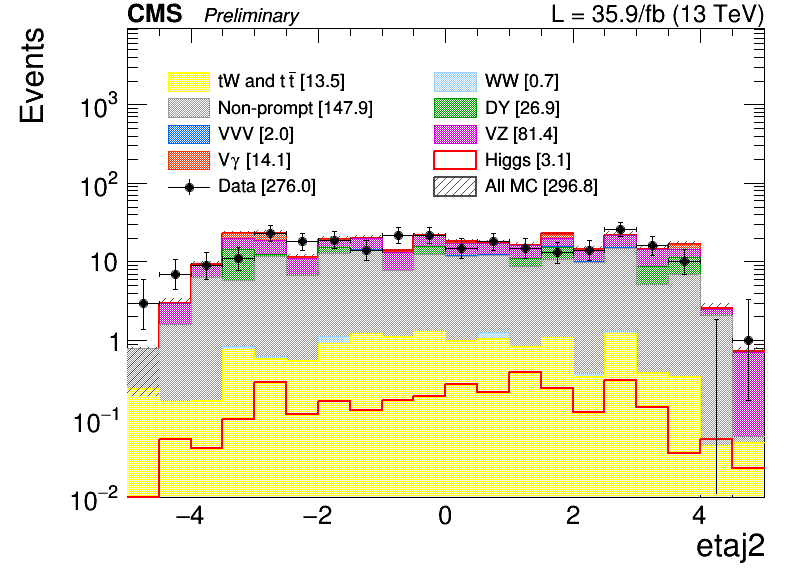 CMS Preliminary L = 35.9/fb (13 TeV)
Events
tW and t t̅ [13.5] WW [0.7]
Non-prompt [147.9] DY [26.9]
VVV [2.0] VZ [81.4]
Vγ [14.1] Higgs [3.1]
Data [276.0] All MC [296.8]
10³
10²
10
1
10⁻¹
10⁻²
−4 −2 0 2 4
etaj2